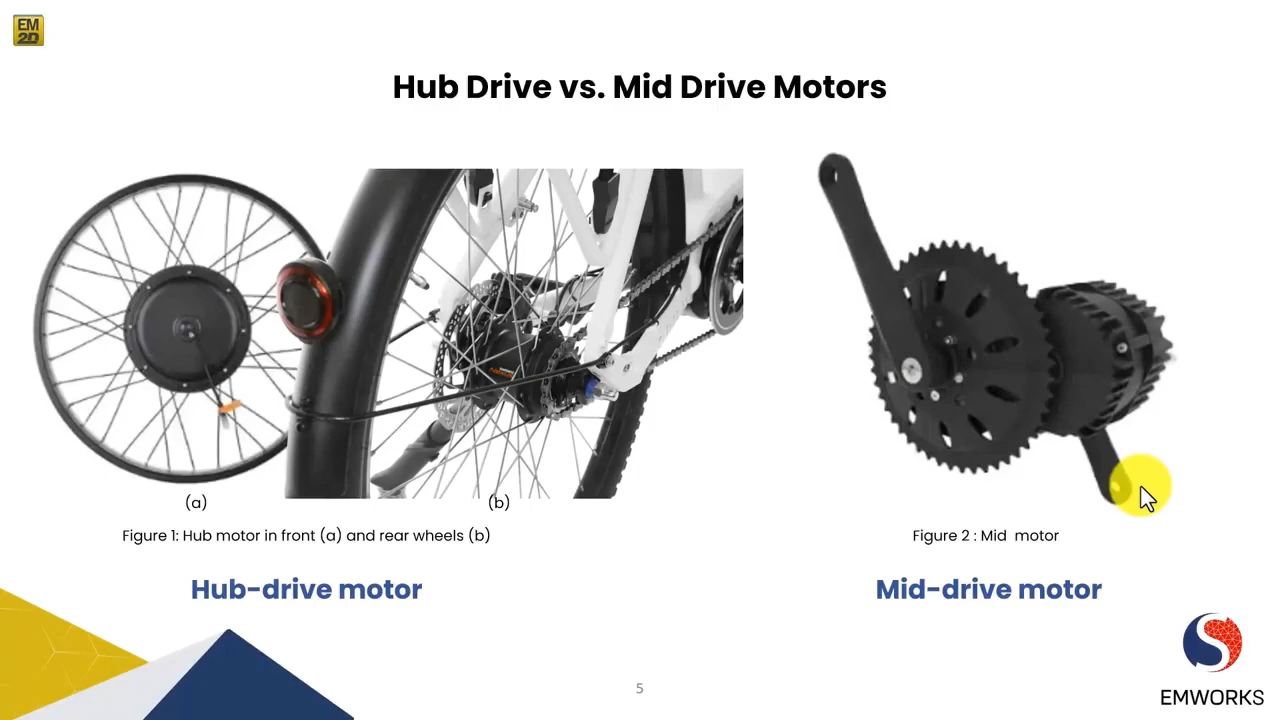 EM
2D
Hub Drive vs. Mid Drive Motors
(a)
(b)
Figure 1: Hub motor in front (a) and rear wheels (b)
Figure 2 : Mid motor
Hub-drive motor
Mid-drive motor
5
EMWORKS